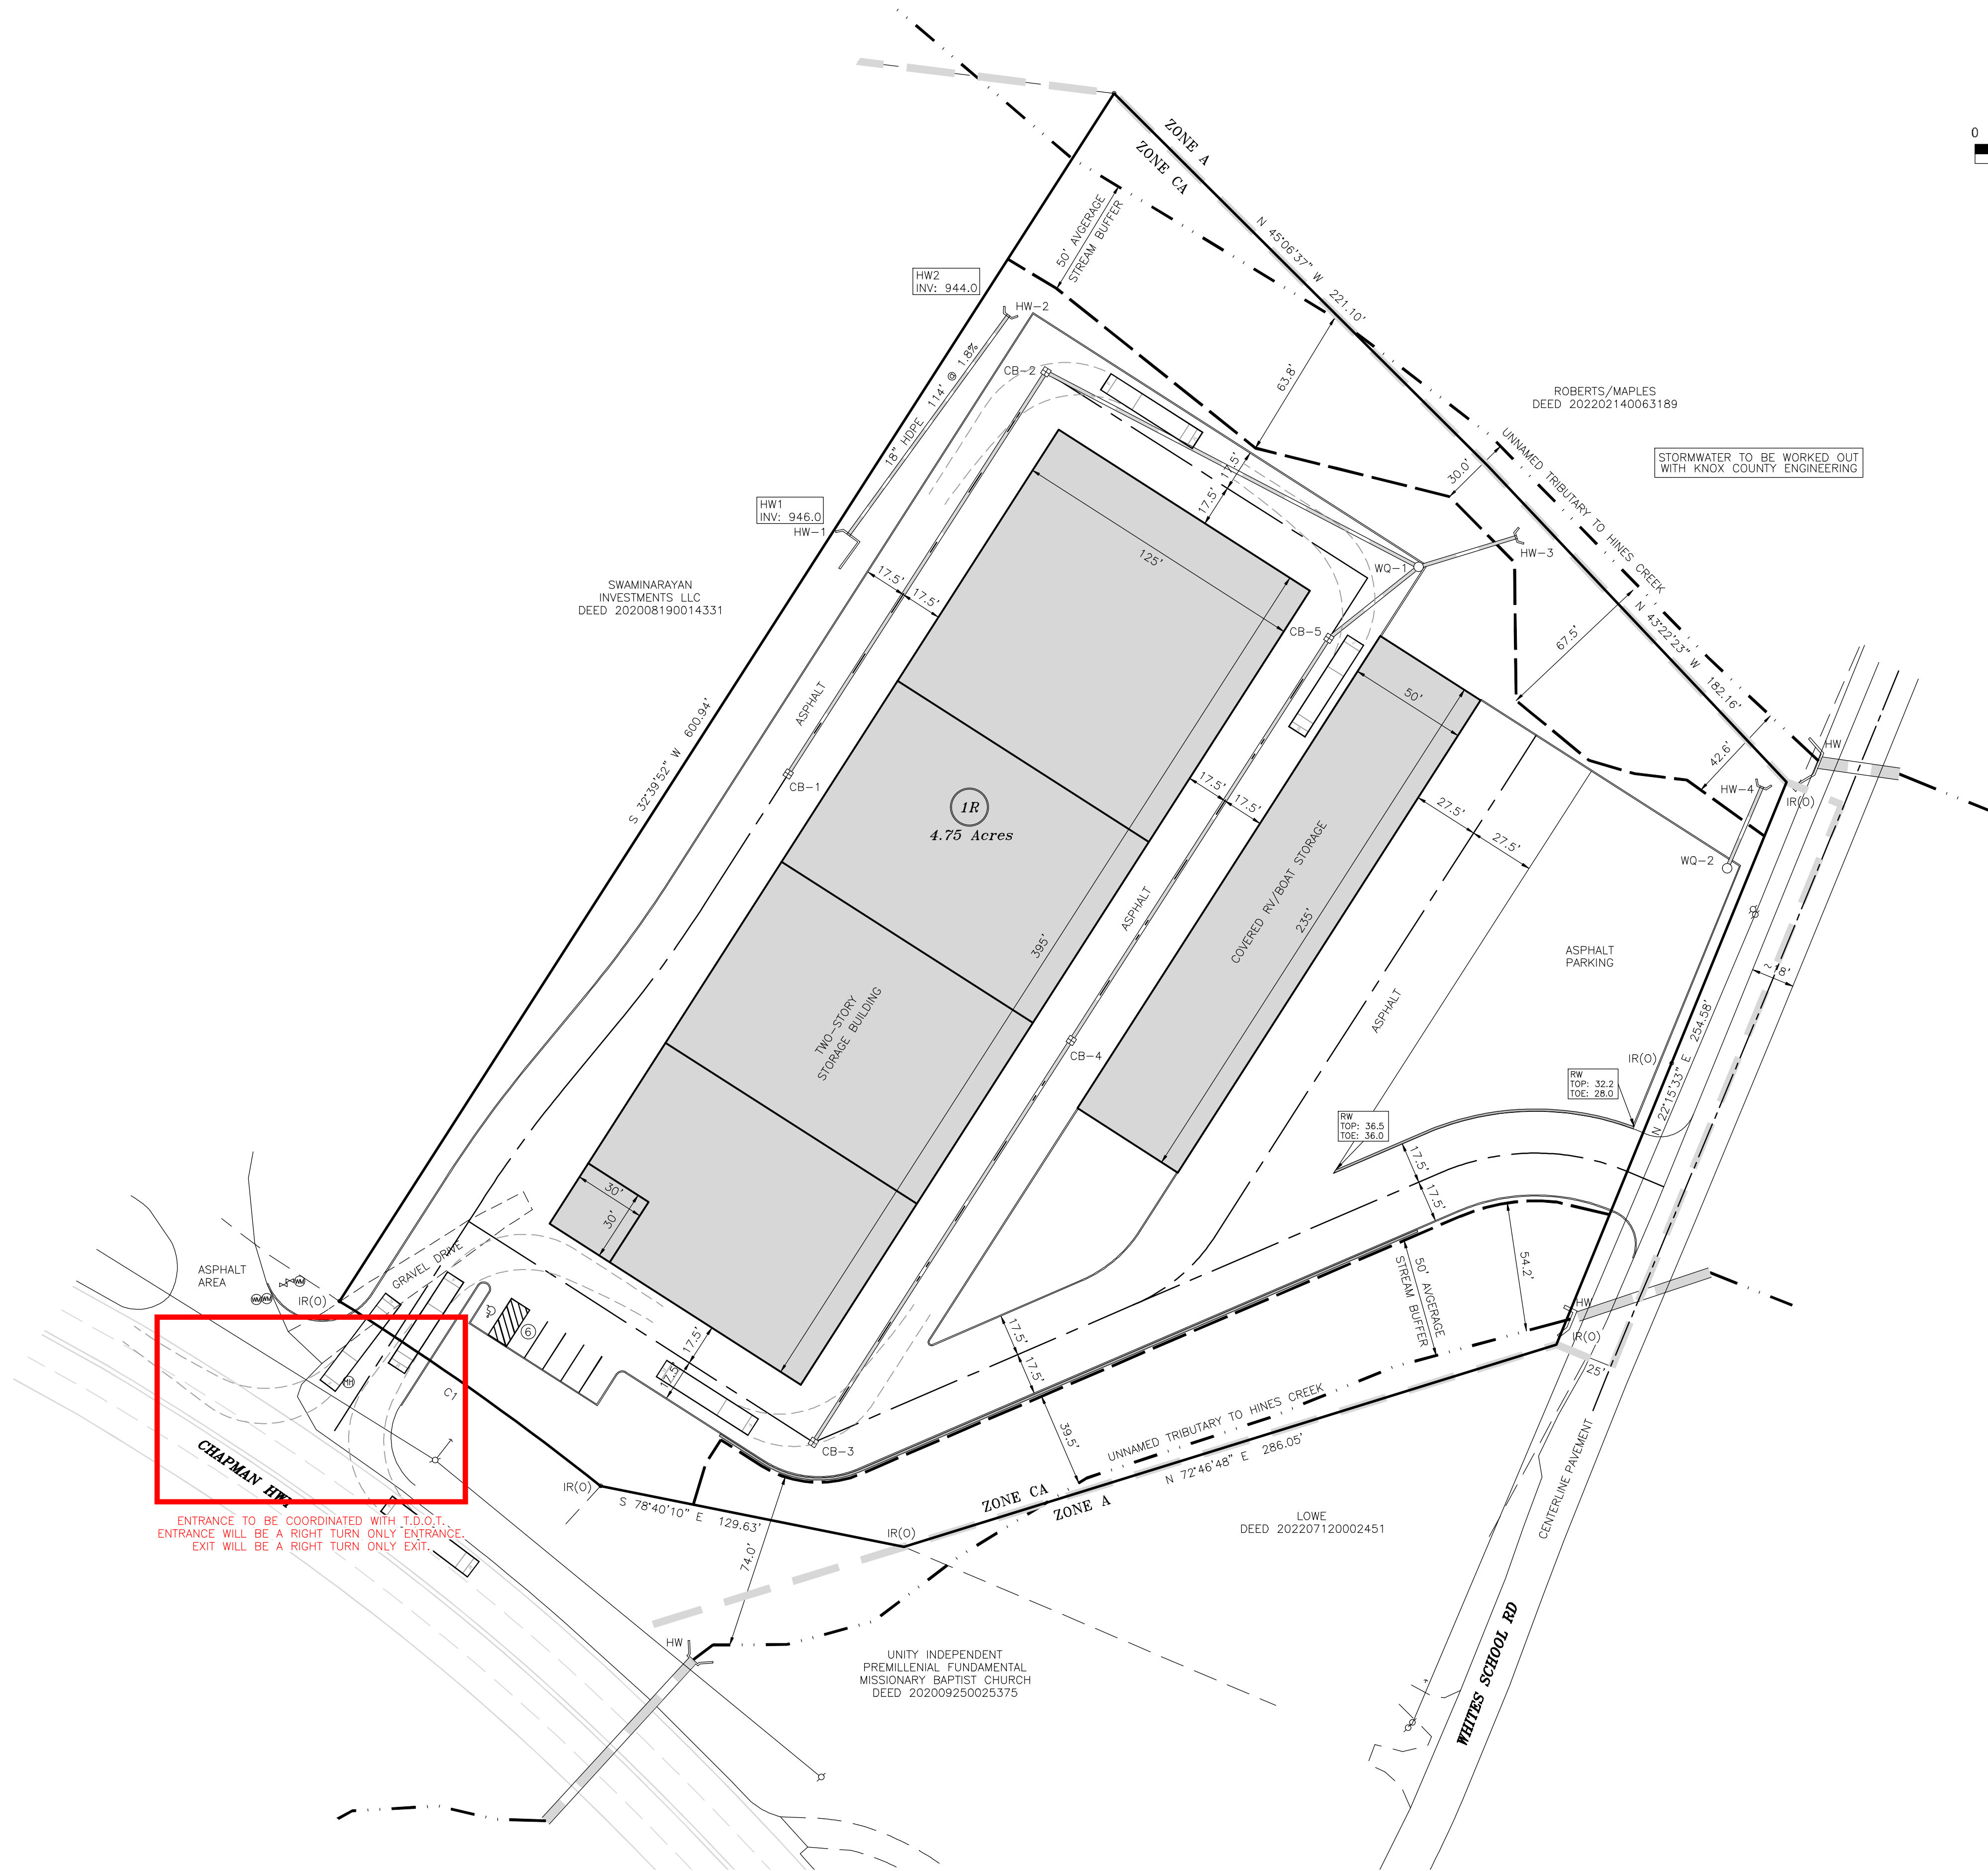 0
ZONE A
ZONE CA
N 45°06'37" W 221.10'
50' AVGERAGE
STREAM BUFFER
HW2
INV: 944.0
HW-2
18" HDPE 114' @ 1.8%
CB-2
63.8'
ROBERTS/MAPLES
DEED 202202140063189
STORMWATER TO BE WORKED OUT
WITH KNOX COUNTY ENGINEERING
UNNAMED TRIBUTARY TO HINES CREEK
30.0'
17.5'
17.5'
HW1
INV: 946.0
HW-1
125'
HW-3
WQ-1
SWAMINARAYAN
INVESTMENTS LLC
DEED 202008190014331
17.5'
17.5'
CB-5
67.5'
N 43°22'23" W 182.16'
50'
S 32°39'52" W 600.94'
ASPHALT
CB-1
1R
4.75 Acres
17.5'
17.5'
27.5'
27.5'
42.6'
HW
HW-4
IR(O)
WQ-2
COVERED RV/BOAT STORAGE
235'
ASPHALT
395'
ASPHALT
PARKING
~18'
TWO-STORY
STORAGE BUILDING
ASPHALT
CB-4
IR(O)
N 22°15'33" E 254.58'
RW
TOP: 32.2
TOE: 28.0
RW
TOP: 36.5
TOE: 36.0
17.5'
17.5'
30'
30'
54.2'
50' AVGERAGE
STREAM BUFFER
GRAVEL DRIVE
ASPHALT
AREA
WM
WM
WM
IR(O)
6
MH
C1
17.5'
17.5'
17.5'
17.5'
HW
IR(O)
25'
39.5'
CB-3
UNNAMED TRIBUTARY TO HINES CREEK
N 72°46'48" E 286.05'
CENTERLINE PAVEMENT
CHAPMAN HWY
IR(O)
S 78°40'10" E 129.63'
ZONE CA
ZONE A
IR(O)
ENTRANCE TO BE COORDINATED WITH T.D.O.T.
ENTRANCE WILL BE A RIGHT TURN ONLY ENTRANCE.
EXIT WILL BE A RIGHT TURN ONLY EXIT.
LOWE
DEED 202207120002451
74.0'
HW
UNITY INDEPENDENT
PREMILLENIAL FUNDAMENTAL
MISSIONARY BAPTIST CHURCH
DEED 202009250025375
WHITES SCHOOL RD